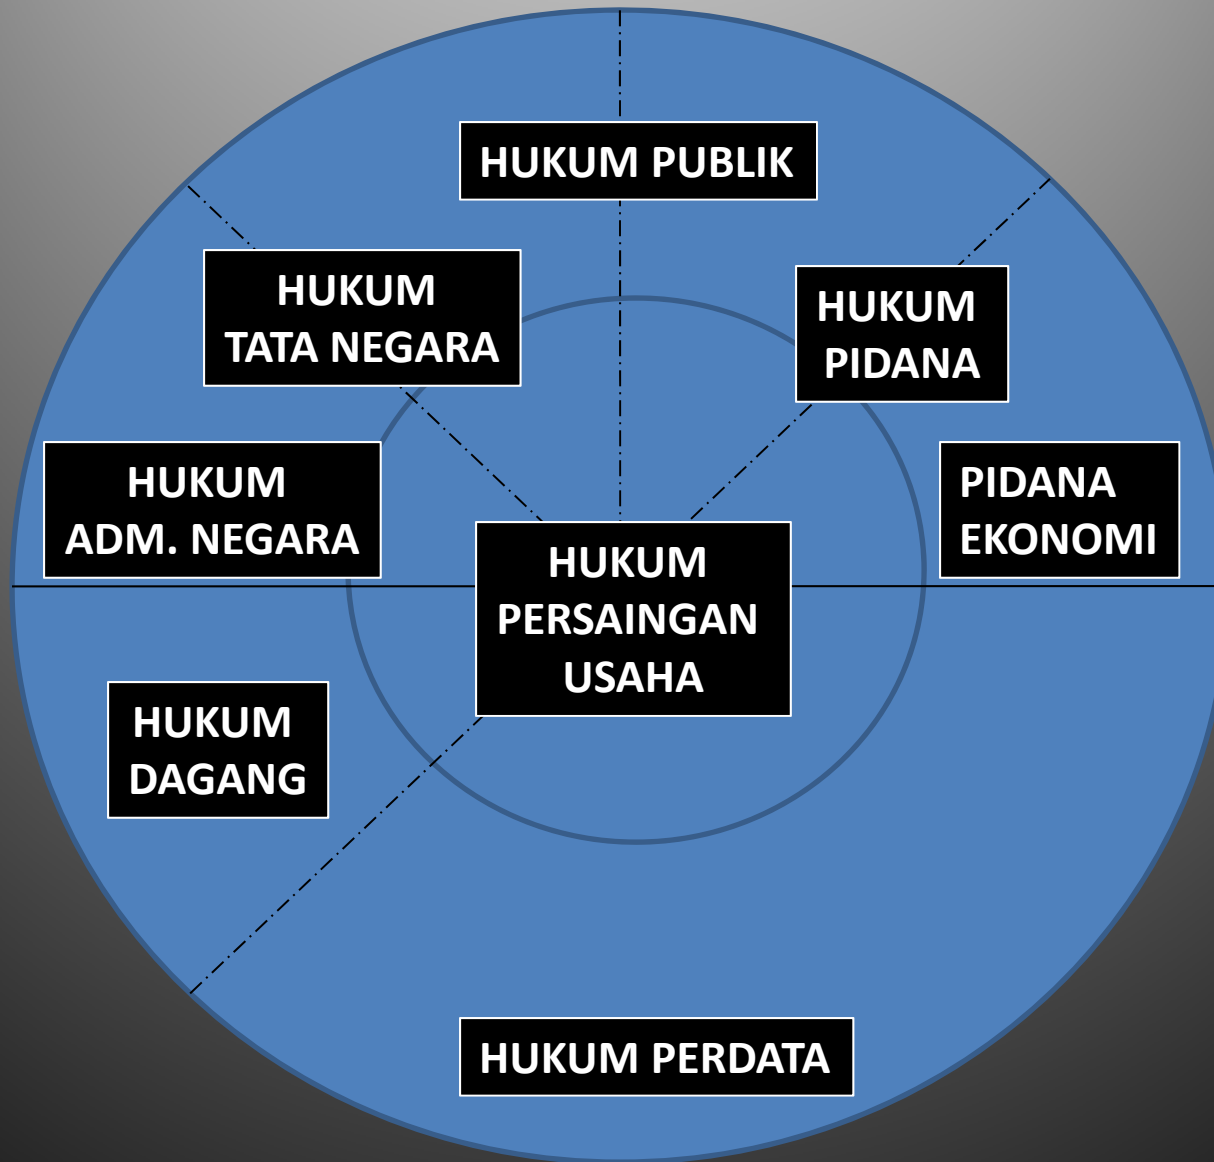 HUKUM PUBLIK
HUKUM
TATA NEGARA
HUKUM
PIDANA
HUKUM
ADM. NEGARA
PIDANA
EKONOMI
HUKUM
PERSAINGAN
USAHA
HUKUM
DAGANG
HUKUM PERDATA